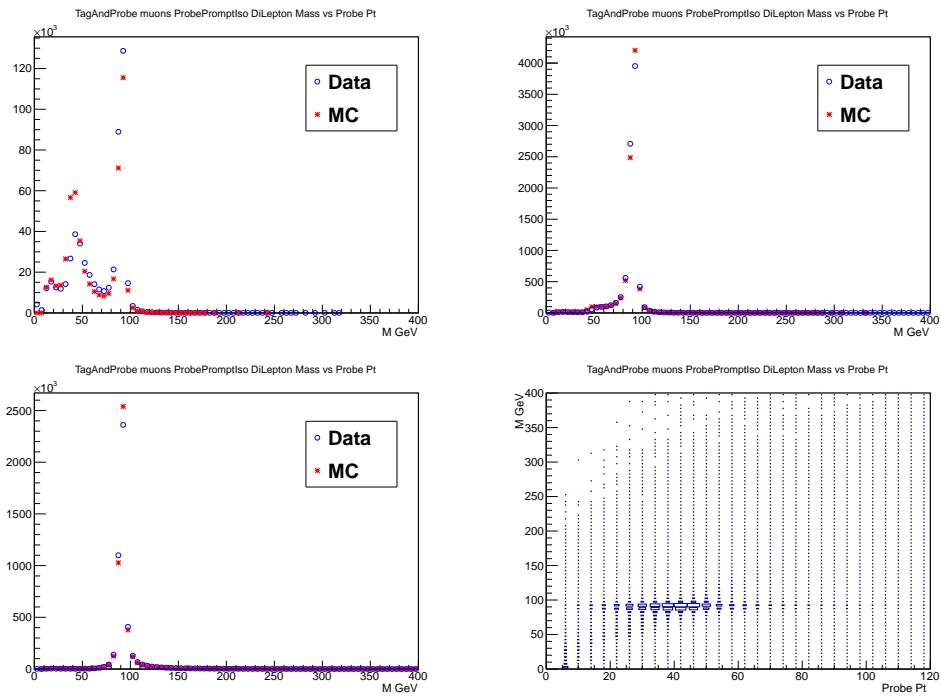 TagAndProbe muons ProbePromptIso DiLepton Mass vs Probe Pt
×10³
120
100
80
60
40
20
0
0 50 100 150 200 250 300 350 400
M GeV
Data
MC
TagAndProbe muons ProbePromptIso DiLepton Mass vs Probe Pt
×10³
4000
3500
3000
2500
2000
1500
1000
500
0
0 50 100 150 200 250 300 350 400
M GeV
Data
MC
TagAndProbe muons ProbePromptIso DiLepton Mass vs Probe Pt
×10³
2500
2000
1500
1000
500
0
0 50 100 150 200 250 300 350 400
M GeV
Data
MC
TagAndProbe muons ProbePromptIso DiLepton Mass vs Probe Pt
M GeV
400
350
300
250
200
150
100
50
0
0 20 40 60 80 100 120
Probe Pt